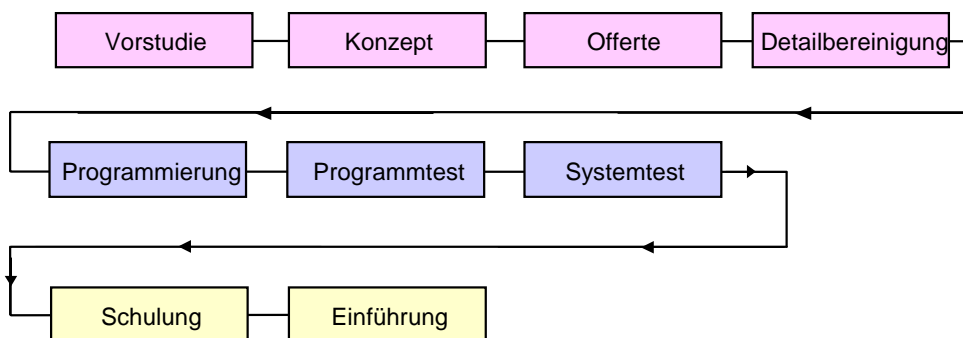 Vorstudie Konzept Offerte Detailbereinigung
Programmierung Programmtest Systemtest
Schulung Einführung